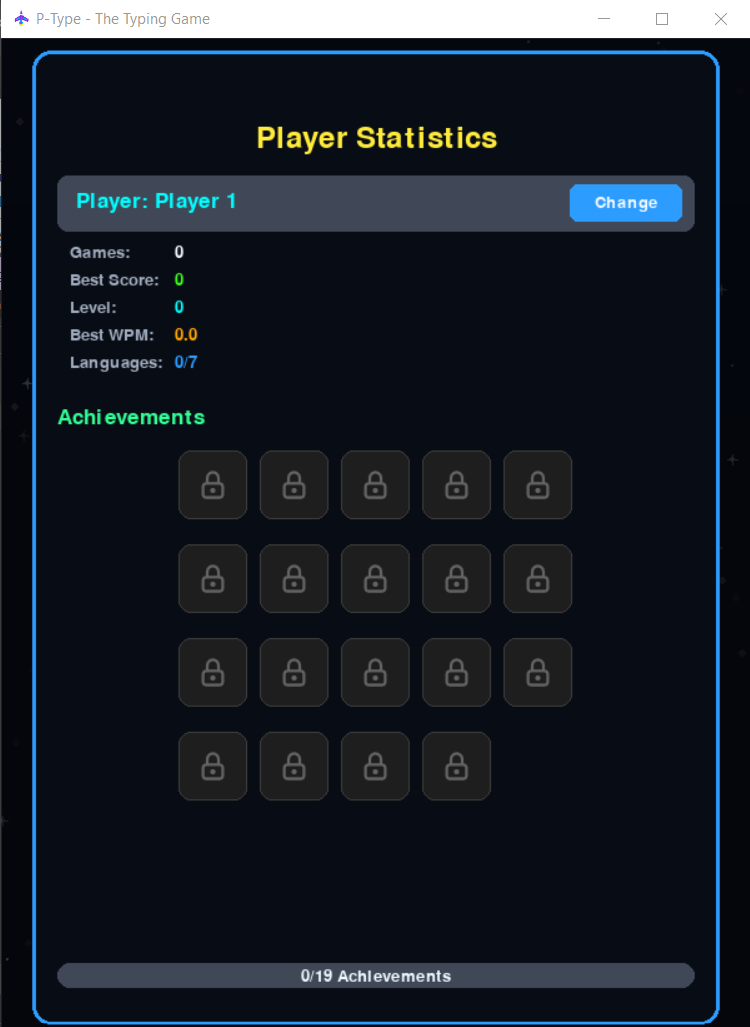 P-Type - The Typing Game
Player Statistics
Player: Player 1
Change
Games: 0
Best Score: 0
Level: 0
Best WPM: 0.0
Languages: 0/7
Achievements
0/19 Achievements